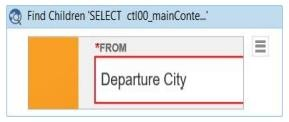 Find Children 'SELECT ctl00_mainConte...'
*FROM
Departure City